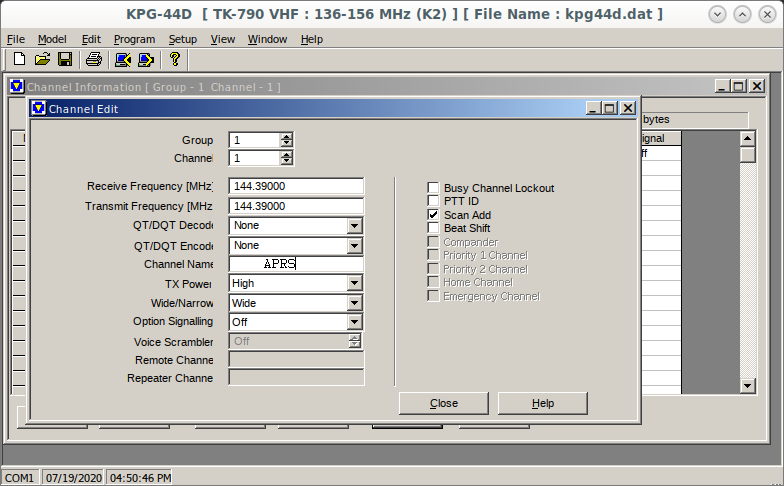 KPG-44D [ TK-790 VHF : 136-156 MHz (K2) ] [ File Name : kpg44d.dat ]
File Model Edit Program Setup View Window Help
Channel Information [ Group - 1 Channel - 1 ]
Channel Edit
bytes
Group 1
ignal
Channel 1
ff
Receive Frequency [MHz] 144.39000
Busy Channel Lockout
Transmit Frequency [MHz 144.39000
PTT ID
Scan Add
QT/DQT Decode None
Beat Shift
QT/DQT Encode None
Compander
Channel Name APRS
Priority 1 Channel
Priority 2 Channel
TX Power High
Home Channel
Wide/Narrow Wide
Emergency Channel
Option Signalling Off
Voice Scrambler Off
Remote Channe
Repeater Channe
Close Help
COM1 07/19/2020 04:50:46 PM